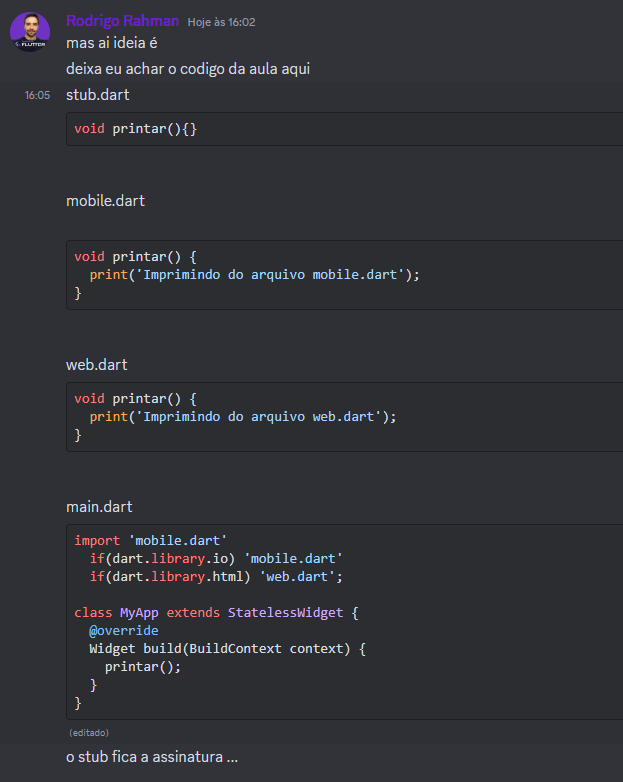 Rodrigo Rahman Hoje às 16:02
mas ai ideia é
deixa eu achar o codigo da aula aqui
16:05 stub.dart
void printar(){}
mobile.dart
void printar() {
  print('Imprimindo do arquivo mobile.dart');
}
web.dart
void printar() {
  print('Imprimindo do arquivo web.dart');
}
main.dart
import 'mobile.dart'
  if(dart.library.io) 'mobile.dart'
  if(dart.library.html) 'web.dart';
class MyApp extends StatelessWidget {
  @override
  Widget build(BuildContext context) {
    printar();
  }
}
(editado)
o stub fica a assinatura ...
FLUTTER